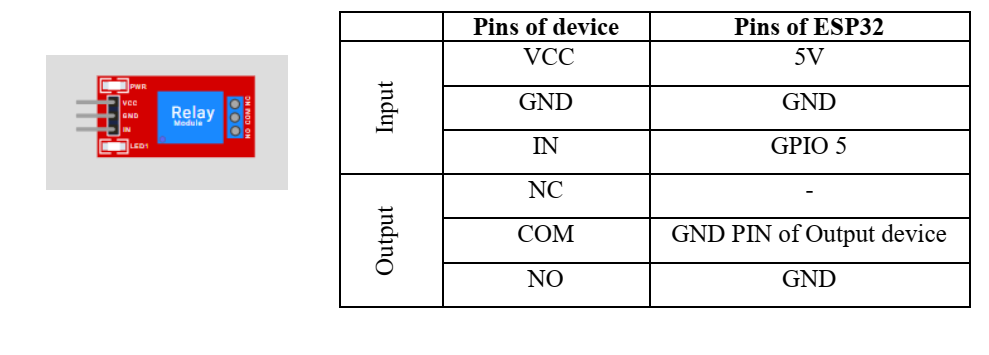 PWR
VCC
GND
IN
LED1
Relay
Module
NO COM NC
Pins of device Pins of ESP32
Input
VCC 5V
GND GND
IN GPIO 5
Output
NC -
COM GND PIN of Output device
NO GND